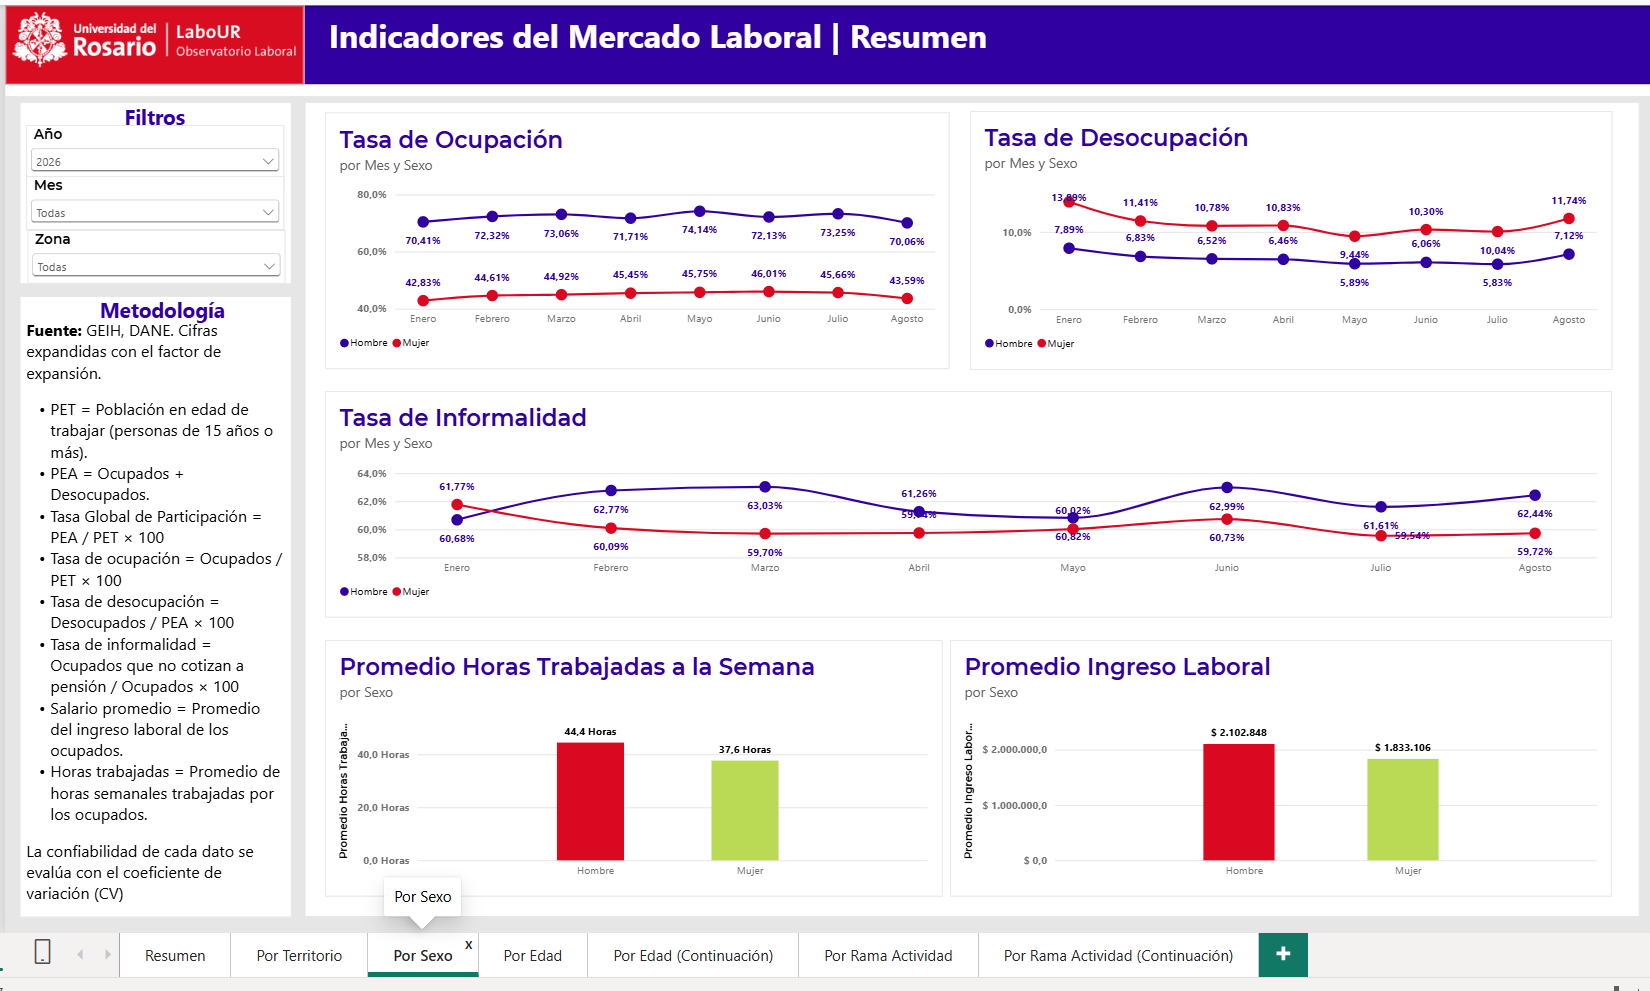 Universidad del
Rosario
LaboUR
Observatorio Laboral
Indicadores del Mercado Laboral | Resumen
Filtros
Año
2026
Mes
Todas
Zona
Todas
Metodología
Fuente: GEIH, DANE. Cifras
expandidas con el factor de
expansión.
• PET = Población en edad de
trabajar (personas de 15 años o
más).
• PEA = Ocupados +
Desocupados.
• Tasa Global de Participación =
PEA / PET × 100
• Tasa de ocupación = Ocupados /
PET × 100
• Tasa de desocupación =
Desocupados / PEA × 100
• Tasa de informalidad =
Ocupados que no cotizan a
pensión / Ocupados × 100
• Salario promedio = Promedio
del ingreso laboral de los
ocupados.
• Horas trabajadas = Promedio de
horas semanales trabajadas por
los ocupados.
La confiabilidad de cada dato se
evalúa con el coeficiente de
variación (CV)
Tasa de Ocupación
por Mes y Sexo
80,0%
70,41% 72,32% 73,06% 71,71% 74,14% 72,13% 73,25% 70,06%
60,0%
42,83% 44,61% 44,92% 45,45% 45,75% 46,01% 45,66% 43,59%
40,0%
Enero Febrero Marzo Abril Mayo Junio Julio Agosto
Hombre Mujer
Tasa de Desocupación
por Mes y Sexo
13,89% 11,41% 10,78% 10,83% 9,44% 10,30% 10,04% 11,74%
10,0%
7,89% 6,83% 6,52% 6,46% 5,89% 6,06% 5,83% 7,12%
0,0%
Enero Febrero Marzo Abril Mayo Junio Julio Agosto
Hombre Mujer
Tasa de Informalidad
por Mes y Sexo
64,0%
62,0%
60,0%
58,0%
61,77% 60,09% 59,70% 60,02% 60,73% 59,54% 59,72%
60,68% 62,77% 63,03% 61,26% 60,82% 62,99% 61,61% 62,44%
Enero Febrero Marzo Abril Mayo Junio Julio Agosto
Hombre Mujer
Promedio Horas Trabajadas a la Semana
por Sexo
Promedio Horas Trabaja...
40,0 Horas
20,0 Horas
0,0 Horas
44,4 Horas
37,6 Horas
Hombre Mujer
Promedio Ingreso Laboral
por Sexo
Promedio Ingreso Labor...
$ 2.000.000,0
$ 1.000.000,0
$ 0,0
$ 2.102.848
$ 1.833.106
Hombre Mujer
Por Sexo
Resumen
Por Territorio
Por Sexo
x
Por Edad
Por Edad (Continuación)
Por Rama Actividad
Por Rama Actividad (Continuación)
+